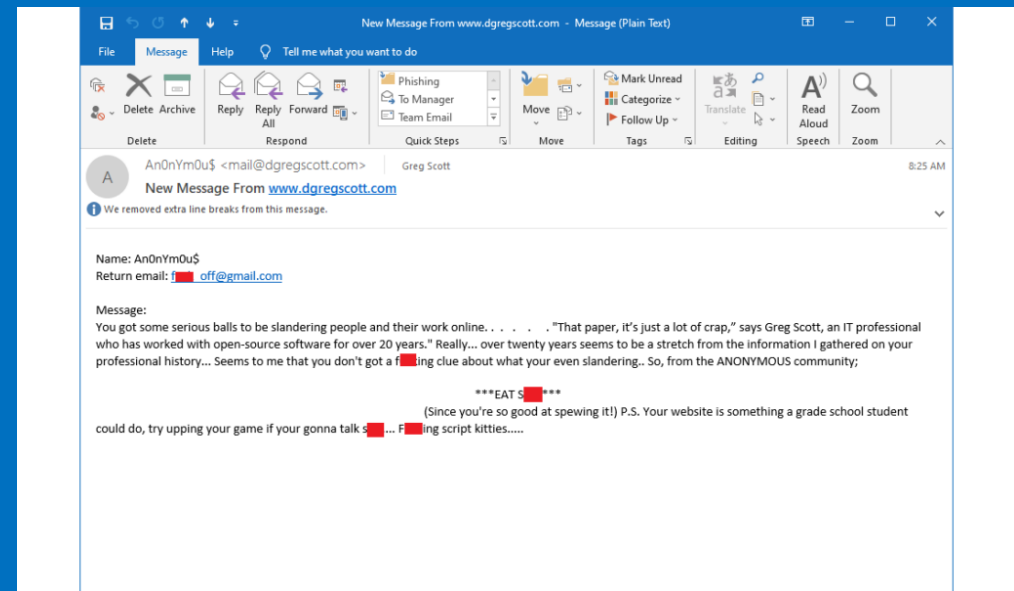 New Message From www.dgregscott.com - Message (Plain Text)
File Message Help Tell me what you want to do
Delete Archive Reply Reply All Forward Phishing To Manager Team Email Move Mark Unread Categorize Follow Up Translate Read Aloud Zoom
Delete Respond Quick Steps Move Tags Editing Speech Zoom
A
An0nYm0u$ <mail@dgregscott.com> Greg Scott 8:25 AM
New Message From www.dgregscott.com
We removed extra line breaks from this message.
Name: An0nYm0u$
Return email: f off@gmail.com
Message:
You got some serious balls to be slandering people and their work online. . . . . . "That paper, it's just a lot of crap," says Greg Scott, an IT professional
who has worked with open-source software for over 20 years." Really... over twenty years seems to be a stretch from the information I gathered on your
professional history... Seems to me that you don't got a f ing clue about what your even slandering.. So, from the ANONYMOUS community;
***EAT S ***
(Since you're so good at spewing it!) P.S. Your website is something a grade school student
could do, try upping your game if your gonna talk s ... F ing script kitties.....